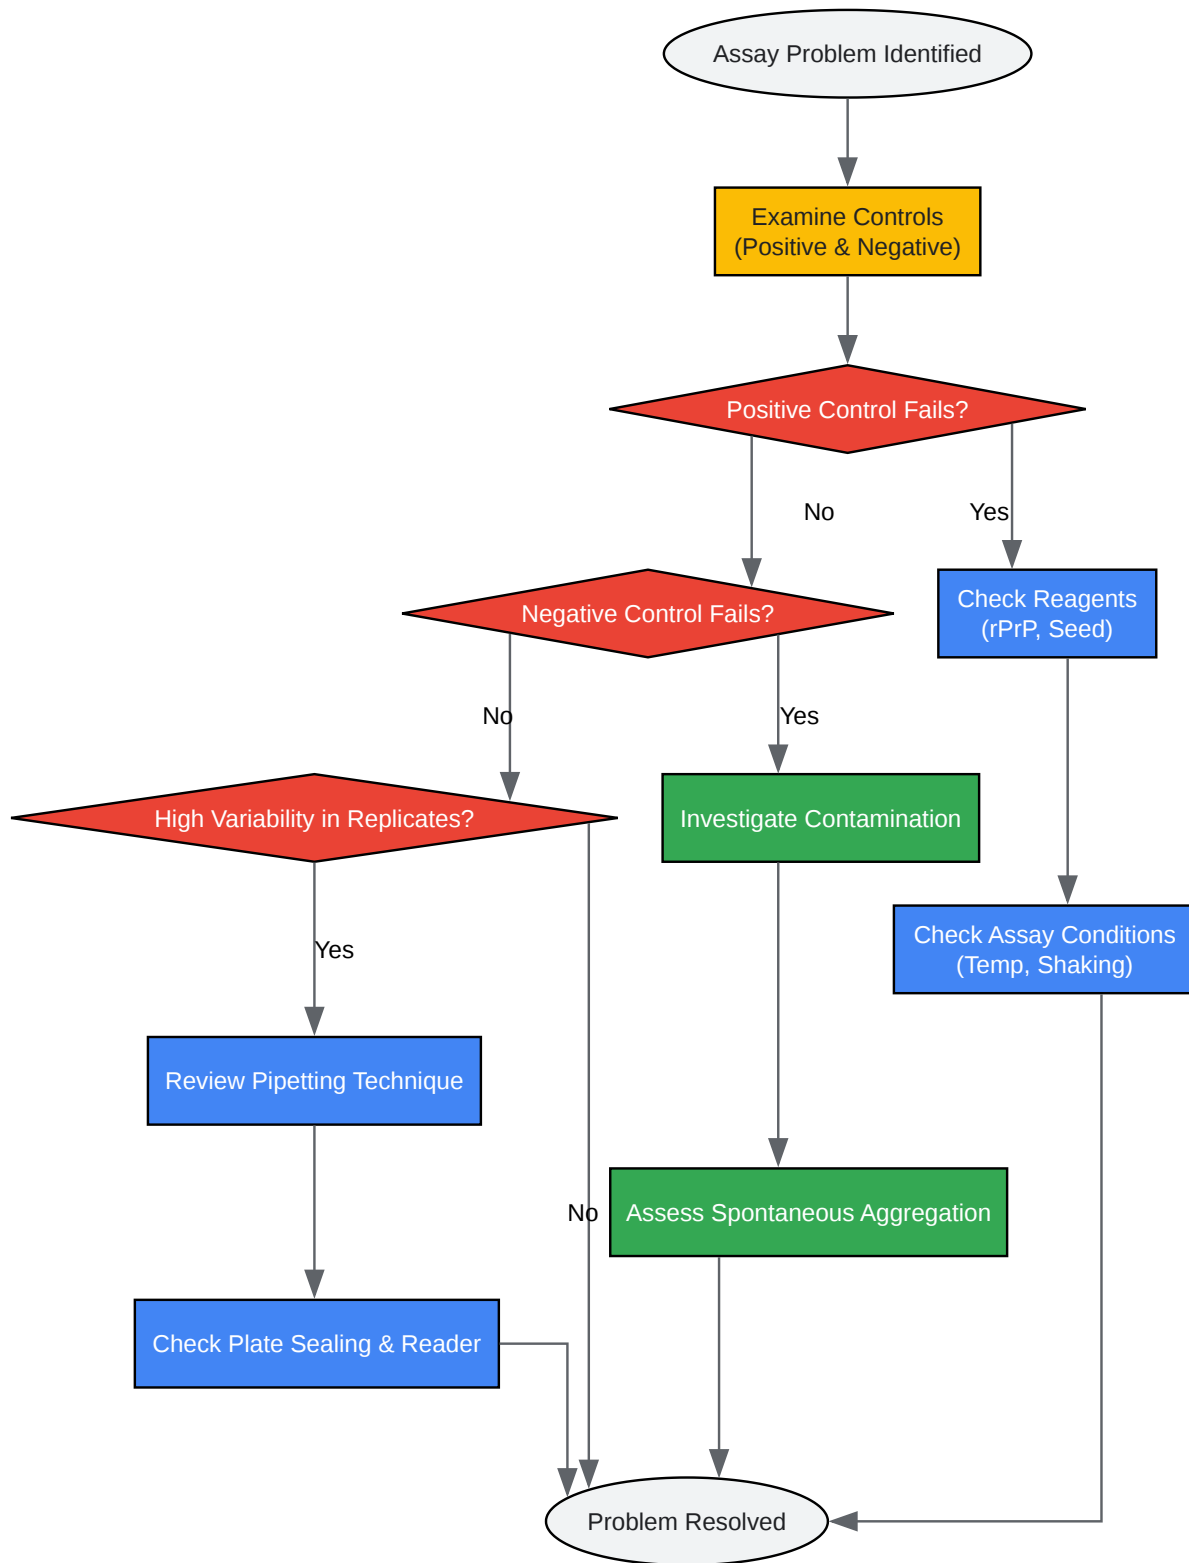 Assay Problem Identified
Examine Controls
(Positive & Negative)
Positive Control Fails?
No
Yes
Negative Control Fails?
Check Reagents
(rPrP, Seed)
No
Yes
High Variability in Replicates?
Investigate Contamination
Yes
Check Assay Conditions
(Temp, Shaking)
Review Pipetting Technique
No
Assess Spontaneous Aggregation
Check Plate Sealing & Reader
Problem Resolved